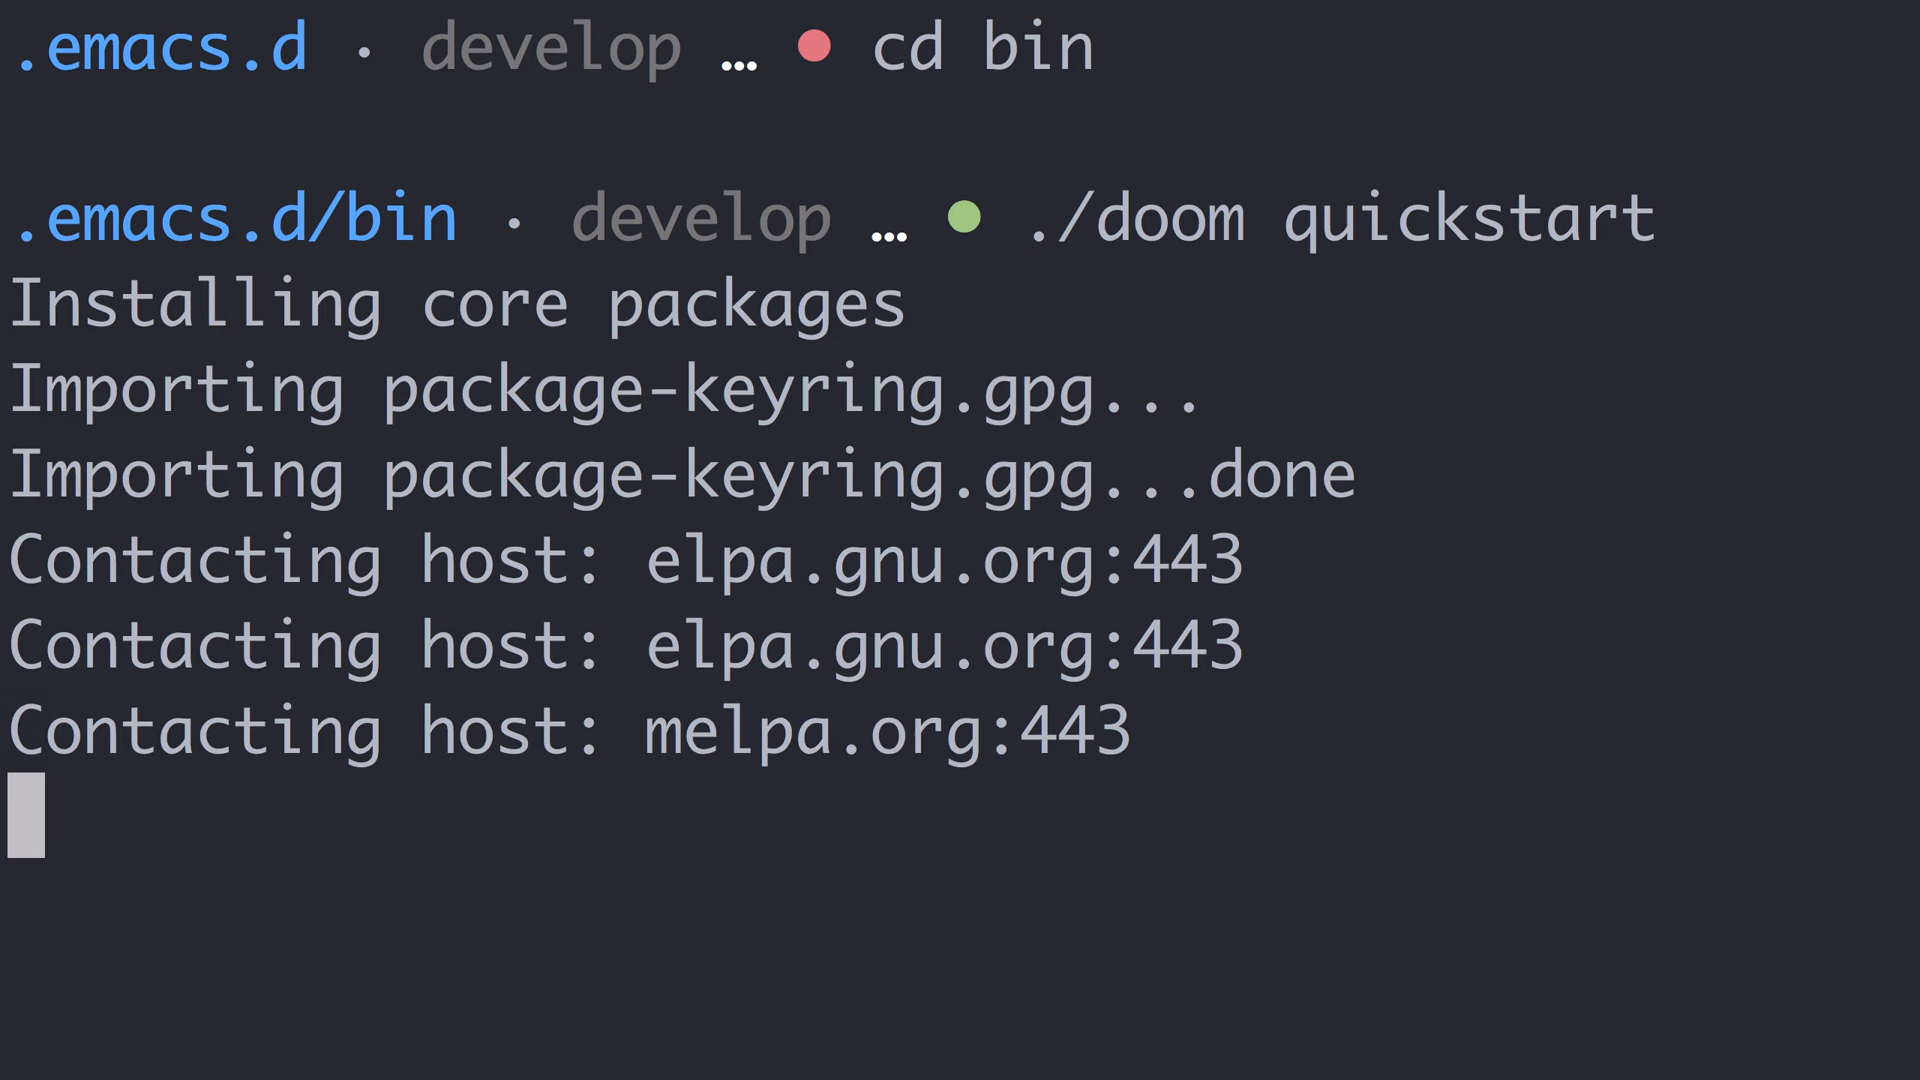 .emacs.d · develop … ● cd bin
.emacs.d/bin · develop … ● ./doom quickstart
Installing core packages
Importing package-keyring.gpg...
Importing package-keyring.gpg...done
Contacting host: elpa.gnu.org:443
Contacting host: elpa.gnu.org:443
Contacting host: melpa.org:443